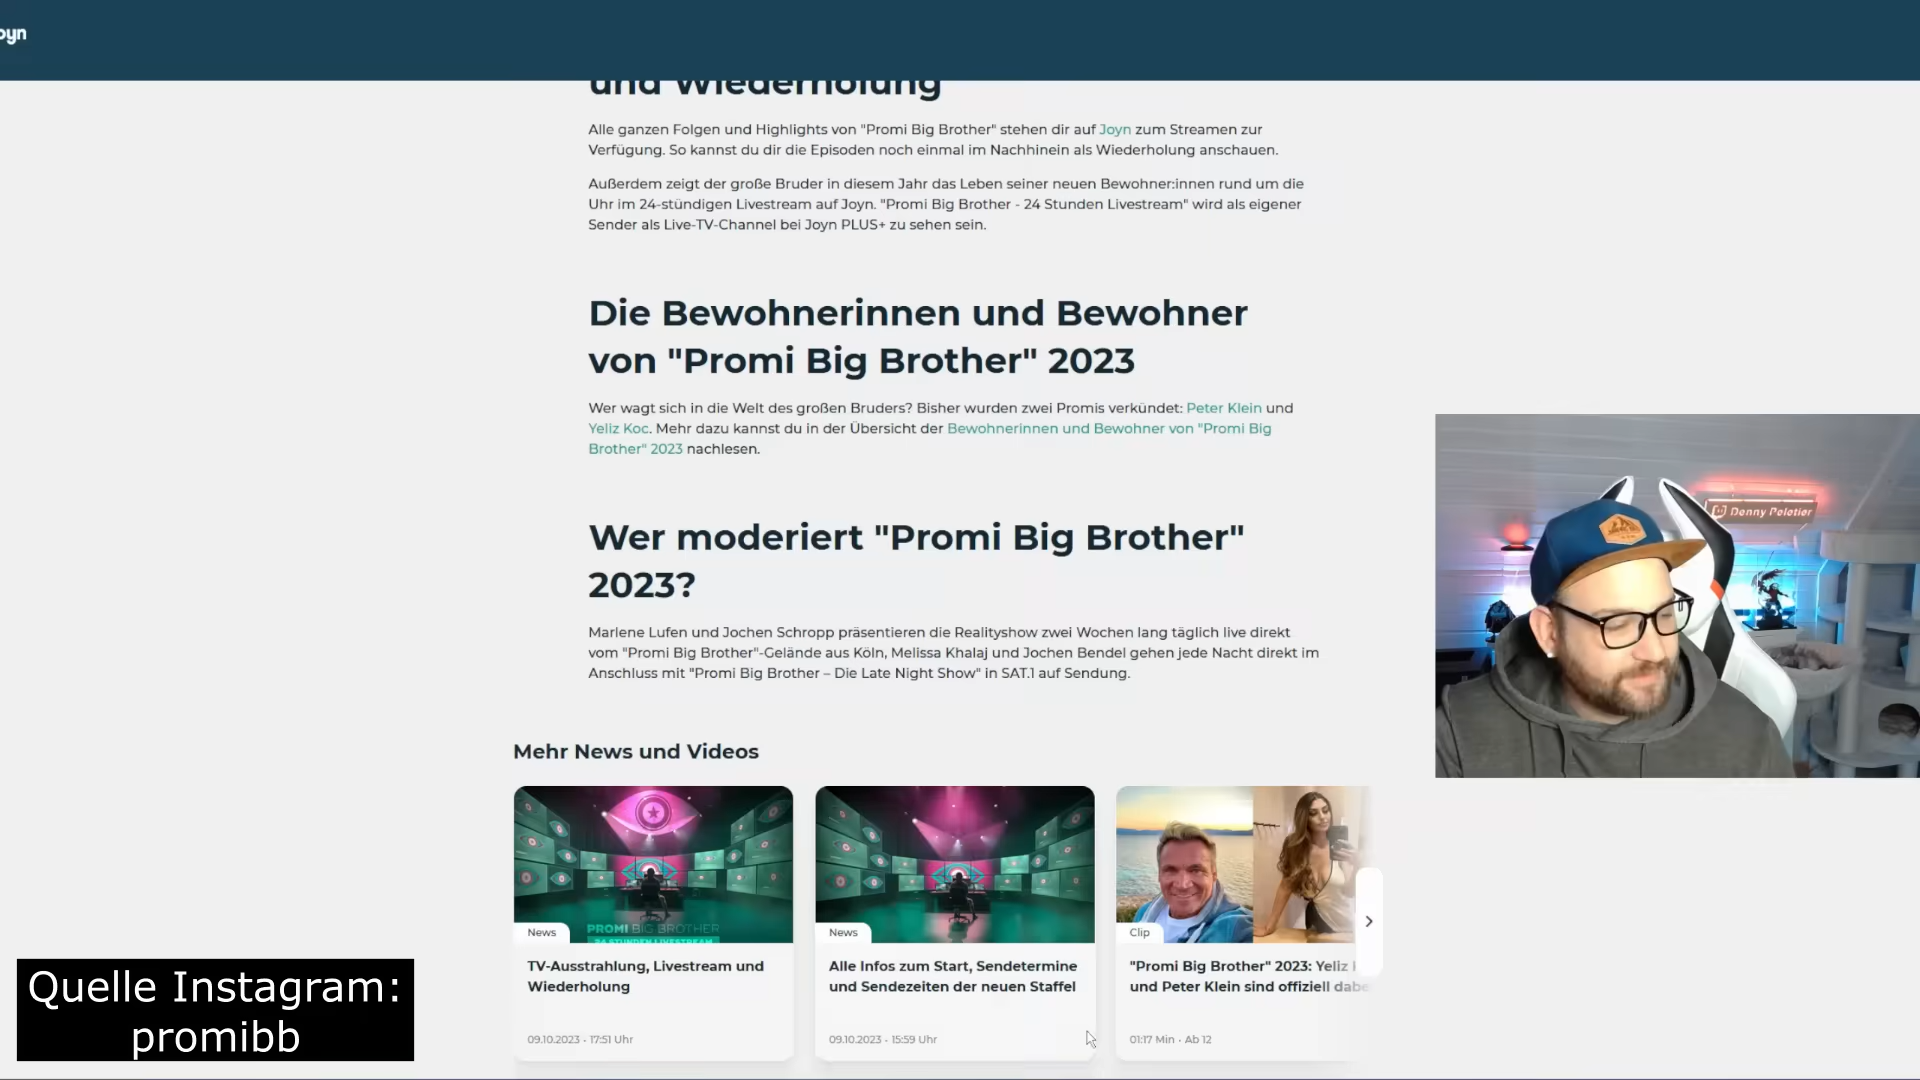 oyn
und Wiederholung
Alle ganzen Folgen und Highlights von "Promi Big Brother" stehen dir auf Joyn zum Streamen zur
Verfügung. So kannst du dir die Episoden noch einmal im Nachhinein als Wiederholung anschauen.
Außerdem zeigt der große Bruder in diesem Jahr das Leben seiner neuen Bewohner:innen rund um die
Uhr im 24-stündigen Livestream auf Joyn. "Promi Big Brother - 24 Stunden Livestream" wird als eigener
Sender als Live-TV-Channel bei Joyn PLUS+ zu sehen sein.
Die Bewohnerinnen und Bewohner
von "Promi Big Brother" 2023
Wer wagt sich in die Welt des großen Bruders? Bisher wurden zwei Promis verkündet: Peter Klein und
Yeliz Koc. Mehr dazu kannst du in der Übersicht der Bewohnerinnen und Bewohner von "Promi Big
Brother" 2023 nachlesen.
Wer moderiert "Promi Big Brother"
2023?
Marlene Lufen und Jochen Schropp präsentieren die Realityshow zwei Wochen lang täglich live direkt
vom "Promi Big Brother"-Gelände aus Köln, Melissa Khalaj und Jochen Bendel gehen jede Nacht direkt im
Anschluss mit "Promi Big Brother – Die Late Night Show" in SAT.1 auf Sendung.
Danny Pelotier
Mehr News und Videos
PROMI BIG BROTHER
24 STUNDEN LIVESTREAM
News
News
Clip
TV-Ausstrahlung, Livestream und
Wiederholung
09.10.2023 • 17:51 Uhr
Alle Infos zum Start, Sendetermine
und Sendezeiten der neuen Staffel
09.10.2023 • 15:59 Uhr
"Promi Big Brother" 2023: Yeliz
und Peter Klein sind offiziell dabe
01:17 Min • Ab 12
Quelle Instagram:
promibb